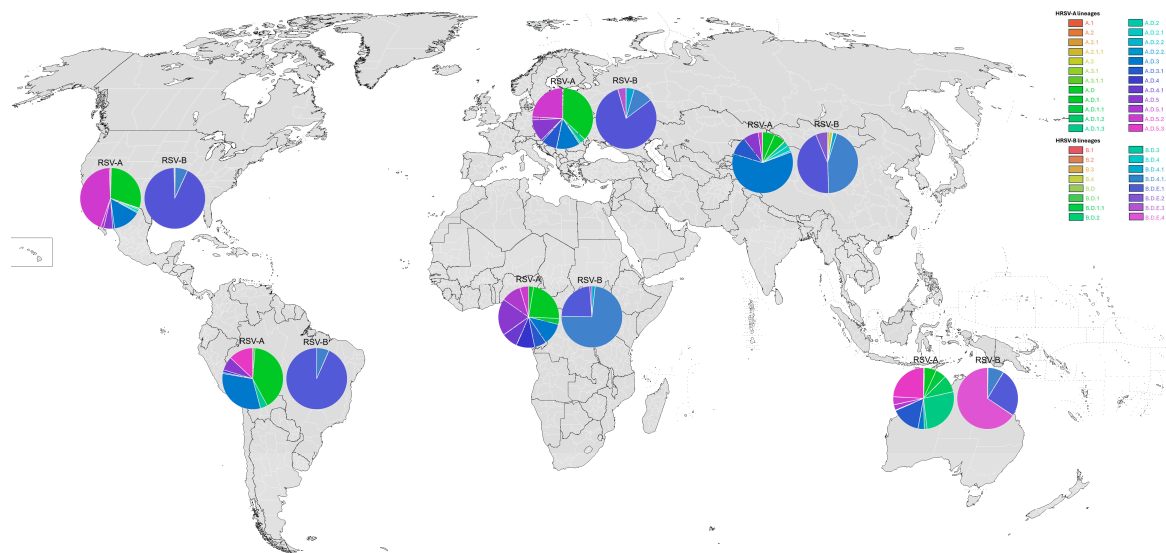 HRSV-A lineages
A.1
A.2
A.2.1
A.2.1.1
A.3
A.3.1
A.3.1.1
A.D
A.D.1
A.D.1.1
A.D.1.2
A.D.1.3
A.D.2
A.D.2.1
A.D.2.2
A.D.2.2.
A.D.3
A.D.3.1
A.D.4
A.D.4.1
A.D.5
A.D.5.1
A.D.5.2
A.D.5.3
HRSV-B lineages
B.1
B.2
B.3
B.4
B.D
B.D.1
B.D.1.1
B.D.2
B.D.3
B.D.4
B.D.4.1
B.D.4.1.
B.D.E.1
B.D.E.2
B.D.E.3
B.D.E.4
RSV-A
RSV-B
RSV-A
RSV-B
RSV-A
RSV-B
RSV-A
RSV-B
RSV-A
RSV-B
RSV-A
RSV-B